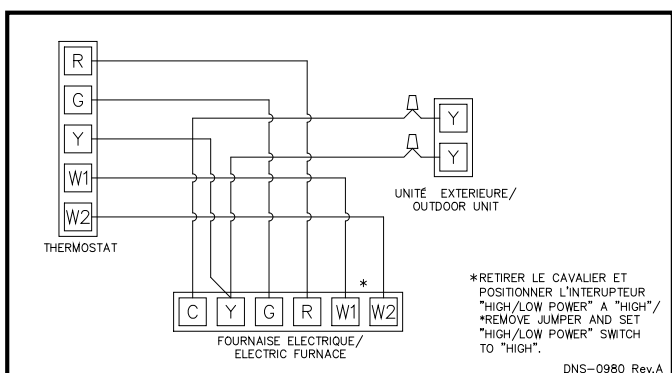 R
G
Y
W1
W2
THERMOSTAT
Y
Y
UNITÉ EXTERIEURE/
OUTDOOR UNIT
*
C Y G R W1 W2
FOURNAISE ELECTRIQUE/
ELECTRIC FURNACE
*RETIRER LE CAVALIER ET
POSITIONNER L'INTERUPTEUR
"HIGH/LOW POWER" A "HIGH"/
*REMOVE JUMPER AND SET
"HIGH/LOW POWER" SWITCH
TO "HIGH".
DNS-0980 Rev.A